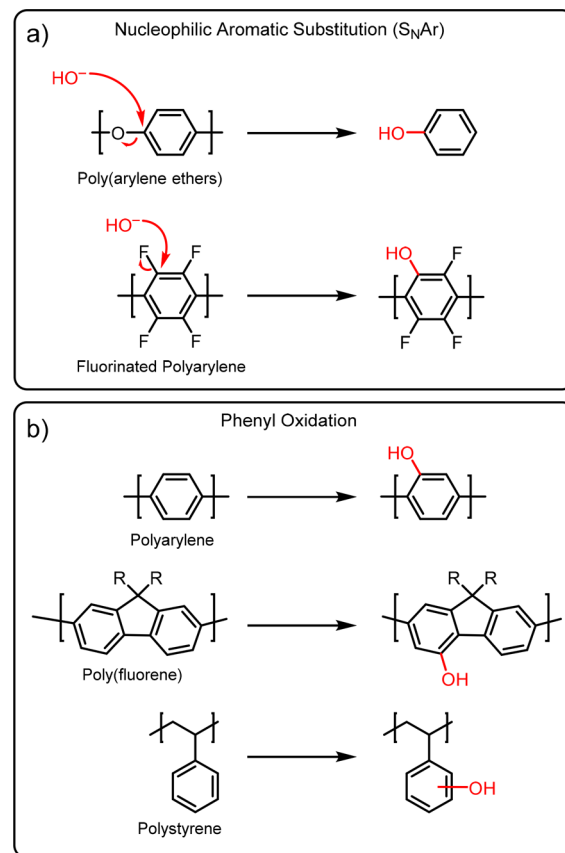 a)
Nucleophilic Aromatic Substitution (SNAr)
HO−
O
HO
Poly(arylene ethers)
HO−
F F
HO F
F F
F F
Fluorinated Polyarylene
b)
Phenyl Oxidation
HO
Polyarylene
R R
R R
Poly(fluorene)
OH
OH
Polystyrene